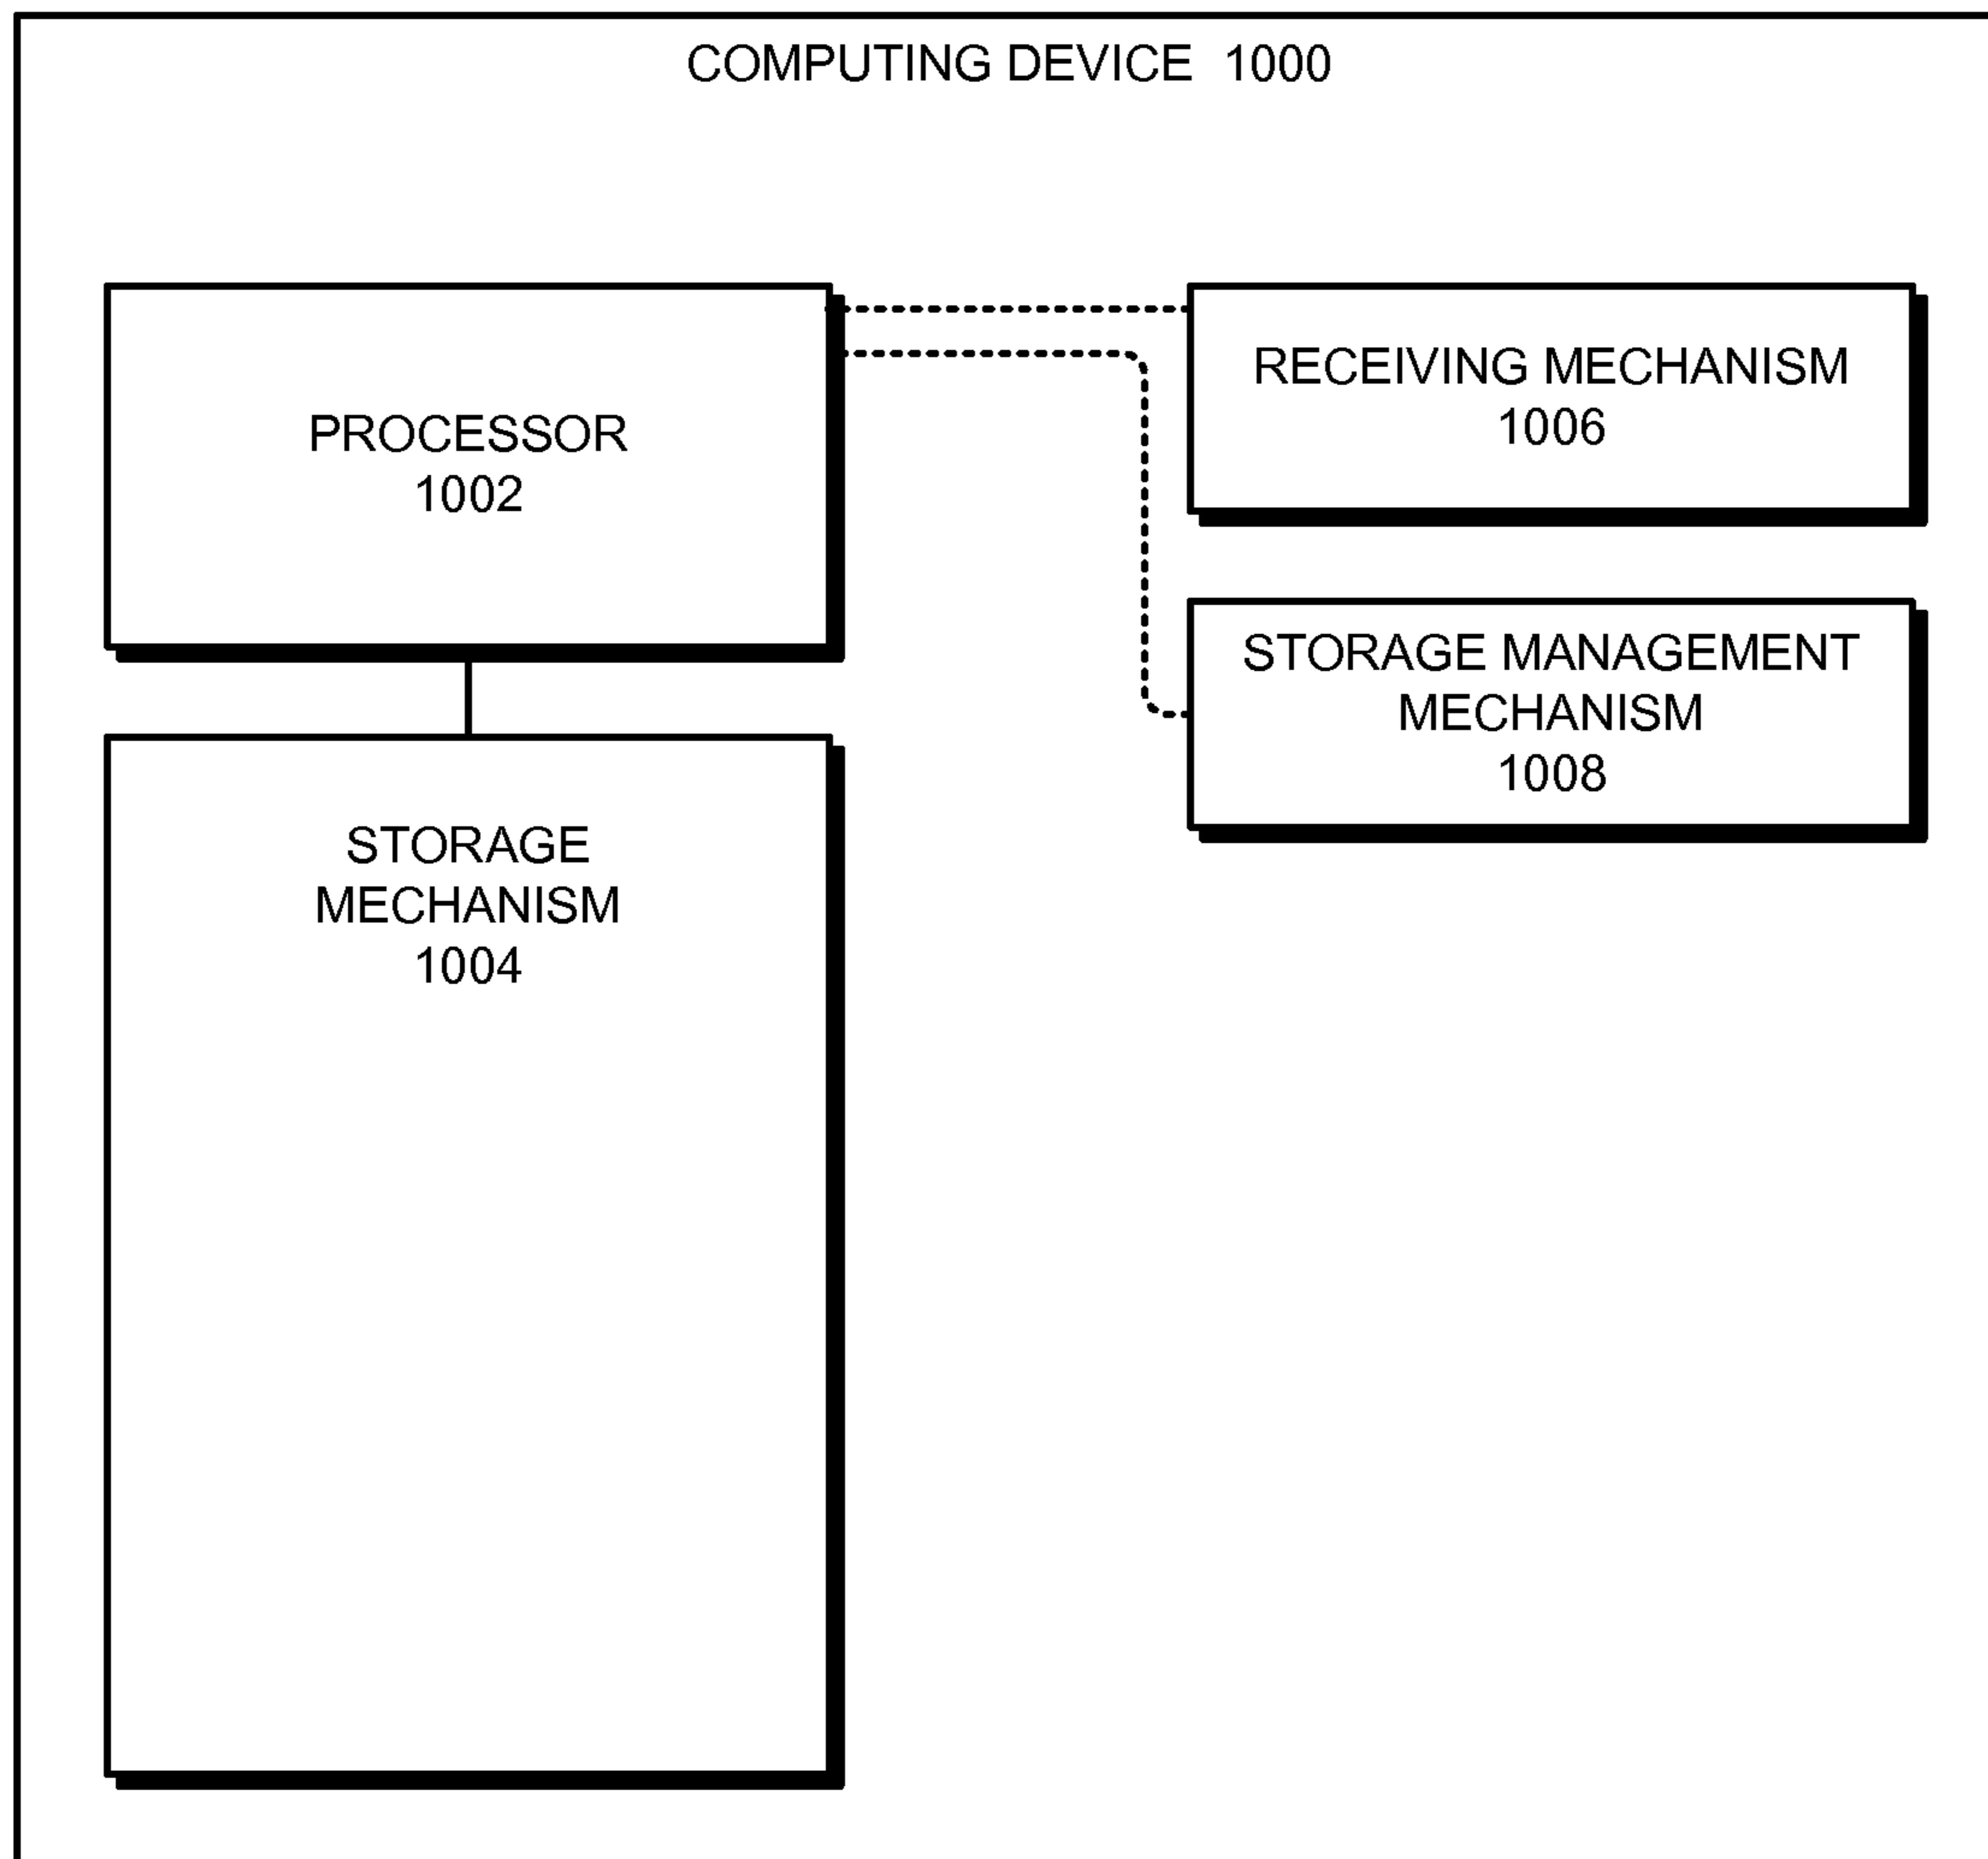 COMPUTING DEVICE 1000
PROCESSOR
1002
RECEIVING MECHANISM
1006
STORAGE MANAGEMENT
MECHANISM
1008
STORAGE
MECHANISM
1004